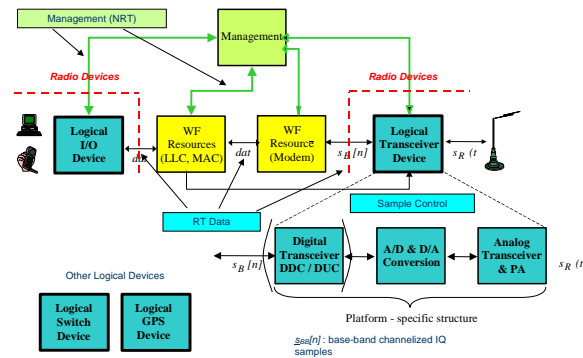 Management (NRT)
Management
Radio Devices
Radio Devices
Logical
I/O
Device
WF
Resources
(LLC, MAC)
WF
Resource
(Modem)
Logical
Transceiver
Device
dat
dat
s_B [n]
s_R (t
RT Data
Sample Control
s_B [n]
Digital
Transceiver
DDC / DUC
A/D & D/A
Conversion
Analog
Transceiver
& PA
s_R (t
Other Logical Devices
Logical
Switch
Device
Logical
GPS
Device
Platform - specific structure
s_BB[n] : base-band channelized IQ
samples